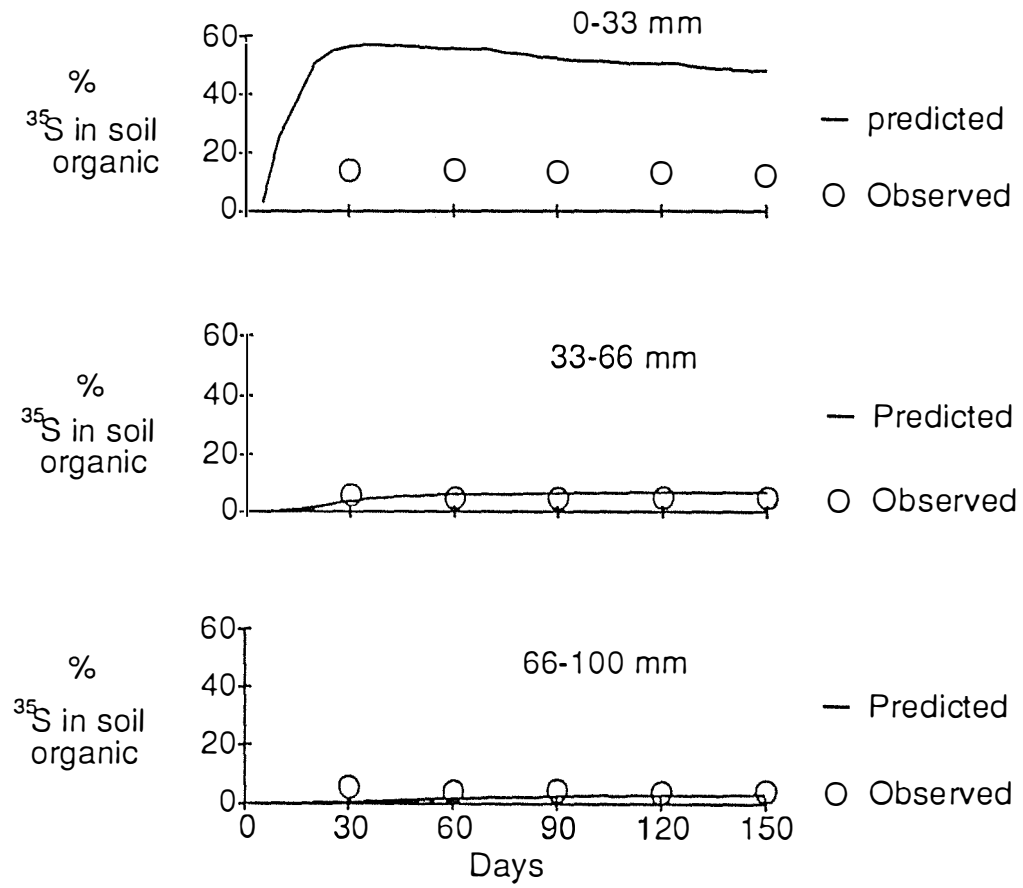 0-33 mm
60
40
20
0
%
35S in soil
organic
predicted
Observed
33-66 mm
60
40
20
0
%
35S in soil
organic
Predicted
Observed
66-100 mm
60
40
20
0
%
35S in soil
organic
Predicted
Observed
0 30 60 90 120 150
Days